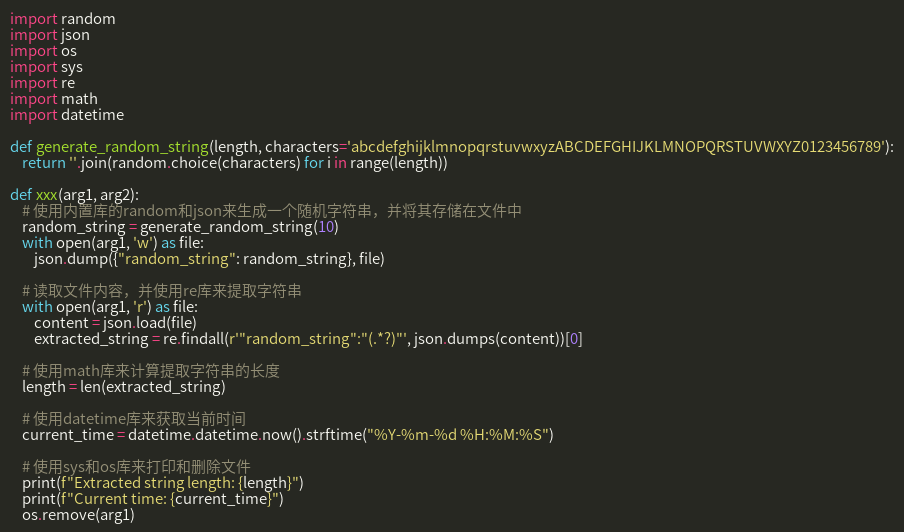 import random
import json
import os
import sys
import re
import math
import datetime

def generate_random_string(length, characters='abcdefghijklmnopqrstuvwxyzABCDEFGHIJKLMNOPQRSTUVWXYZ0123456789'):
    return ''.join(random.choice(characters) for i in range(length))

def xxx(arg1, arg2):
    # 使用内置库的random和json来生成一个随机字符串，并将其存储在文件中
    random_string = generate_random_string(10)
    with open(arg1, 'w') as file:
        json.dump({"random_string": random_string}, file)

    # 读取文件内容，并使用re库来提取字符串
    with open(arg1, 'r') as file:
        content = json.load(file)
        extracted_string = re.findall(r'"random_string":"(.*?)"', json.dumps(content))[0]

    # 使用math库来计算提取字符串的长度
    length = len(extracted_string)

    # 使用datetime库来获取当前时间
    current_time = datetime.datetime.now().strftime("%Y-%m-%d %H:%M:%S")

    # 使用sys和os库来打印和删除文件
    print(f"Extracted string length: {length}")
    print(f"Current time: {current_time}")
    os.remove(arg1)